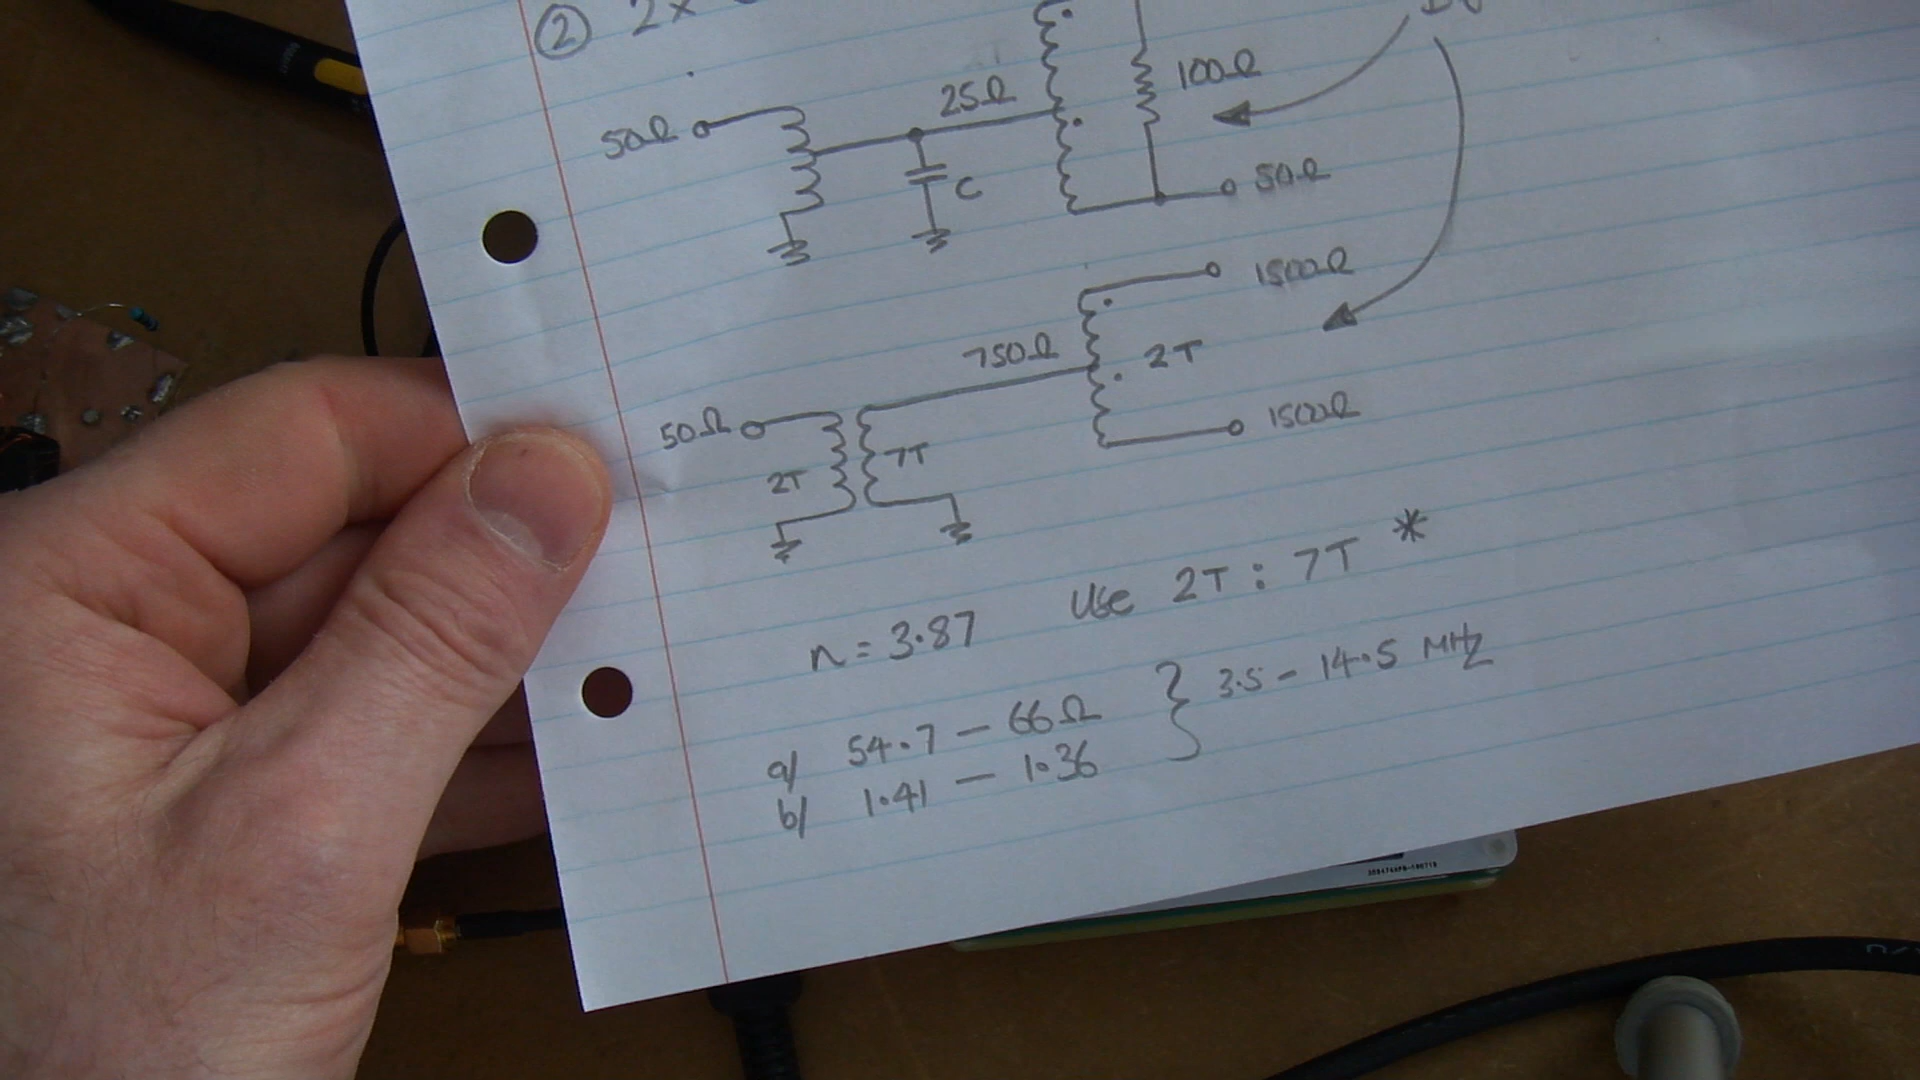 ② 2x
100Ω
25Ω
50Ω
C
50Ω
1500Ω
750Ω
2T
50Ω
1500Ω
7T
2T
n = 3.87 Use 2T : 7T *
a) 54.7 - 66Ω } 3.5 - 14.5 MHz
b) 1.41 - 1.36